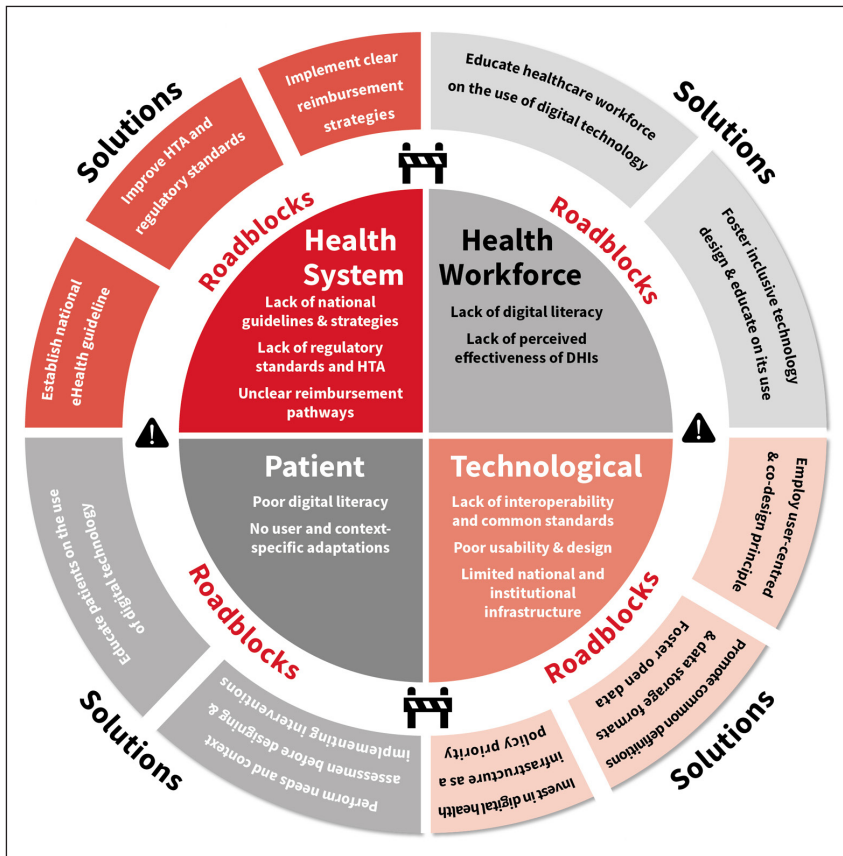 Solutions
Implement clear
reimbursement
strategies
Improve HTA and
regulatory standards
Establish national
eHealth guideline
Solutions
Educate healthcare workforce
on the use of digital technology
Foster inclusive technology
design & educate on its use
Roadblocks
Health
System
Lack of national
guidelines & strategies
Lack of regulatory
standards and HTA
Unclear reimbursement
pathways
Roadblocks
Health
Workforce
Lack of digital literacy
Lack of perceived
effectiveness of DHIs
Patient
Poor digital literacy
No user and context-
specific adaptations
Roadblocks
Technological
Lack of interoperability
and common standards
Poor usability & design
Limited national and
institutional
infrastructure
Roadblocks
Educate patients on the use
of digital technology
Perform needs and context
assessmen before designing &
implementing interventions
Solutions
Employ user-centred
& co-design principle
Promote common definitions
& data storage formats
Foster open data
Invest in digital health
infrastructure as a
policy priority
Solutions